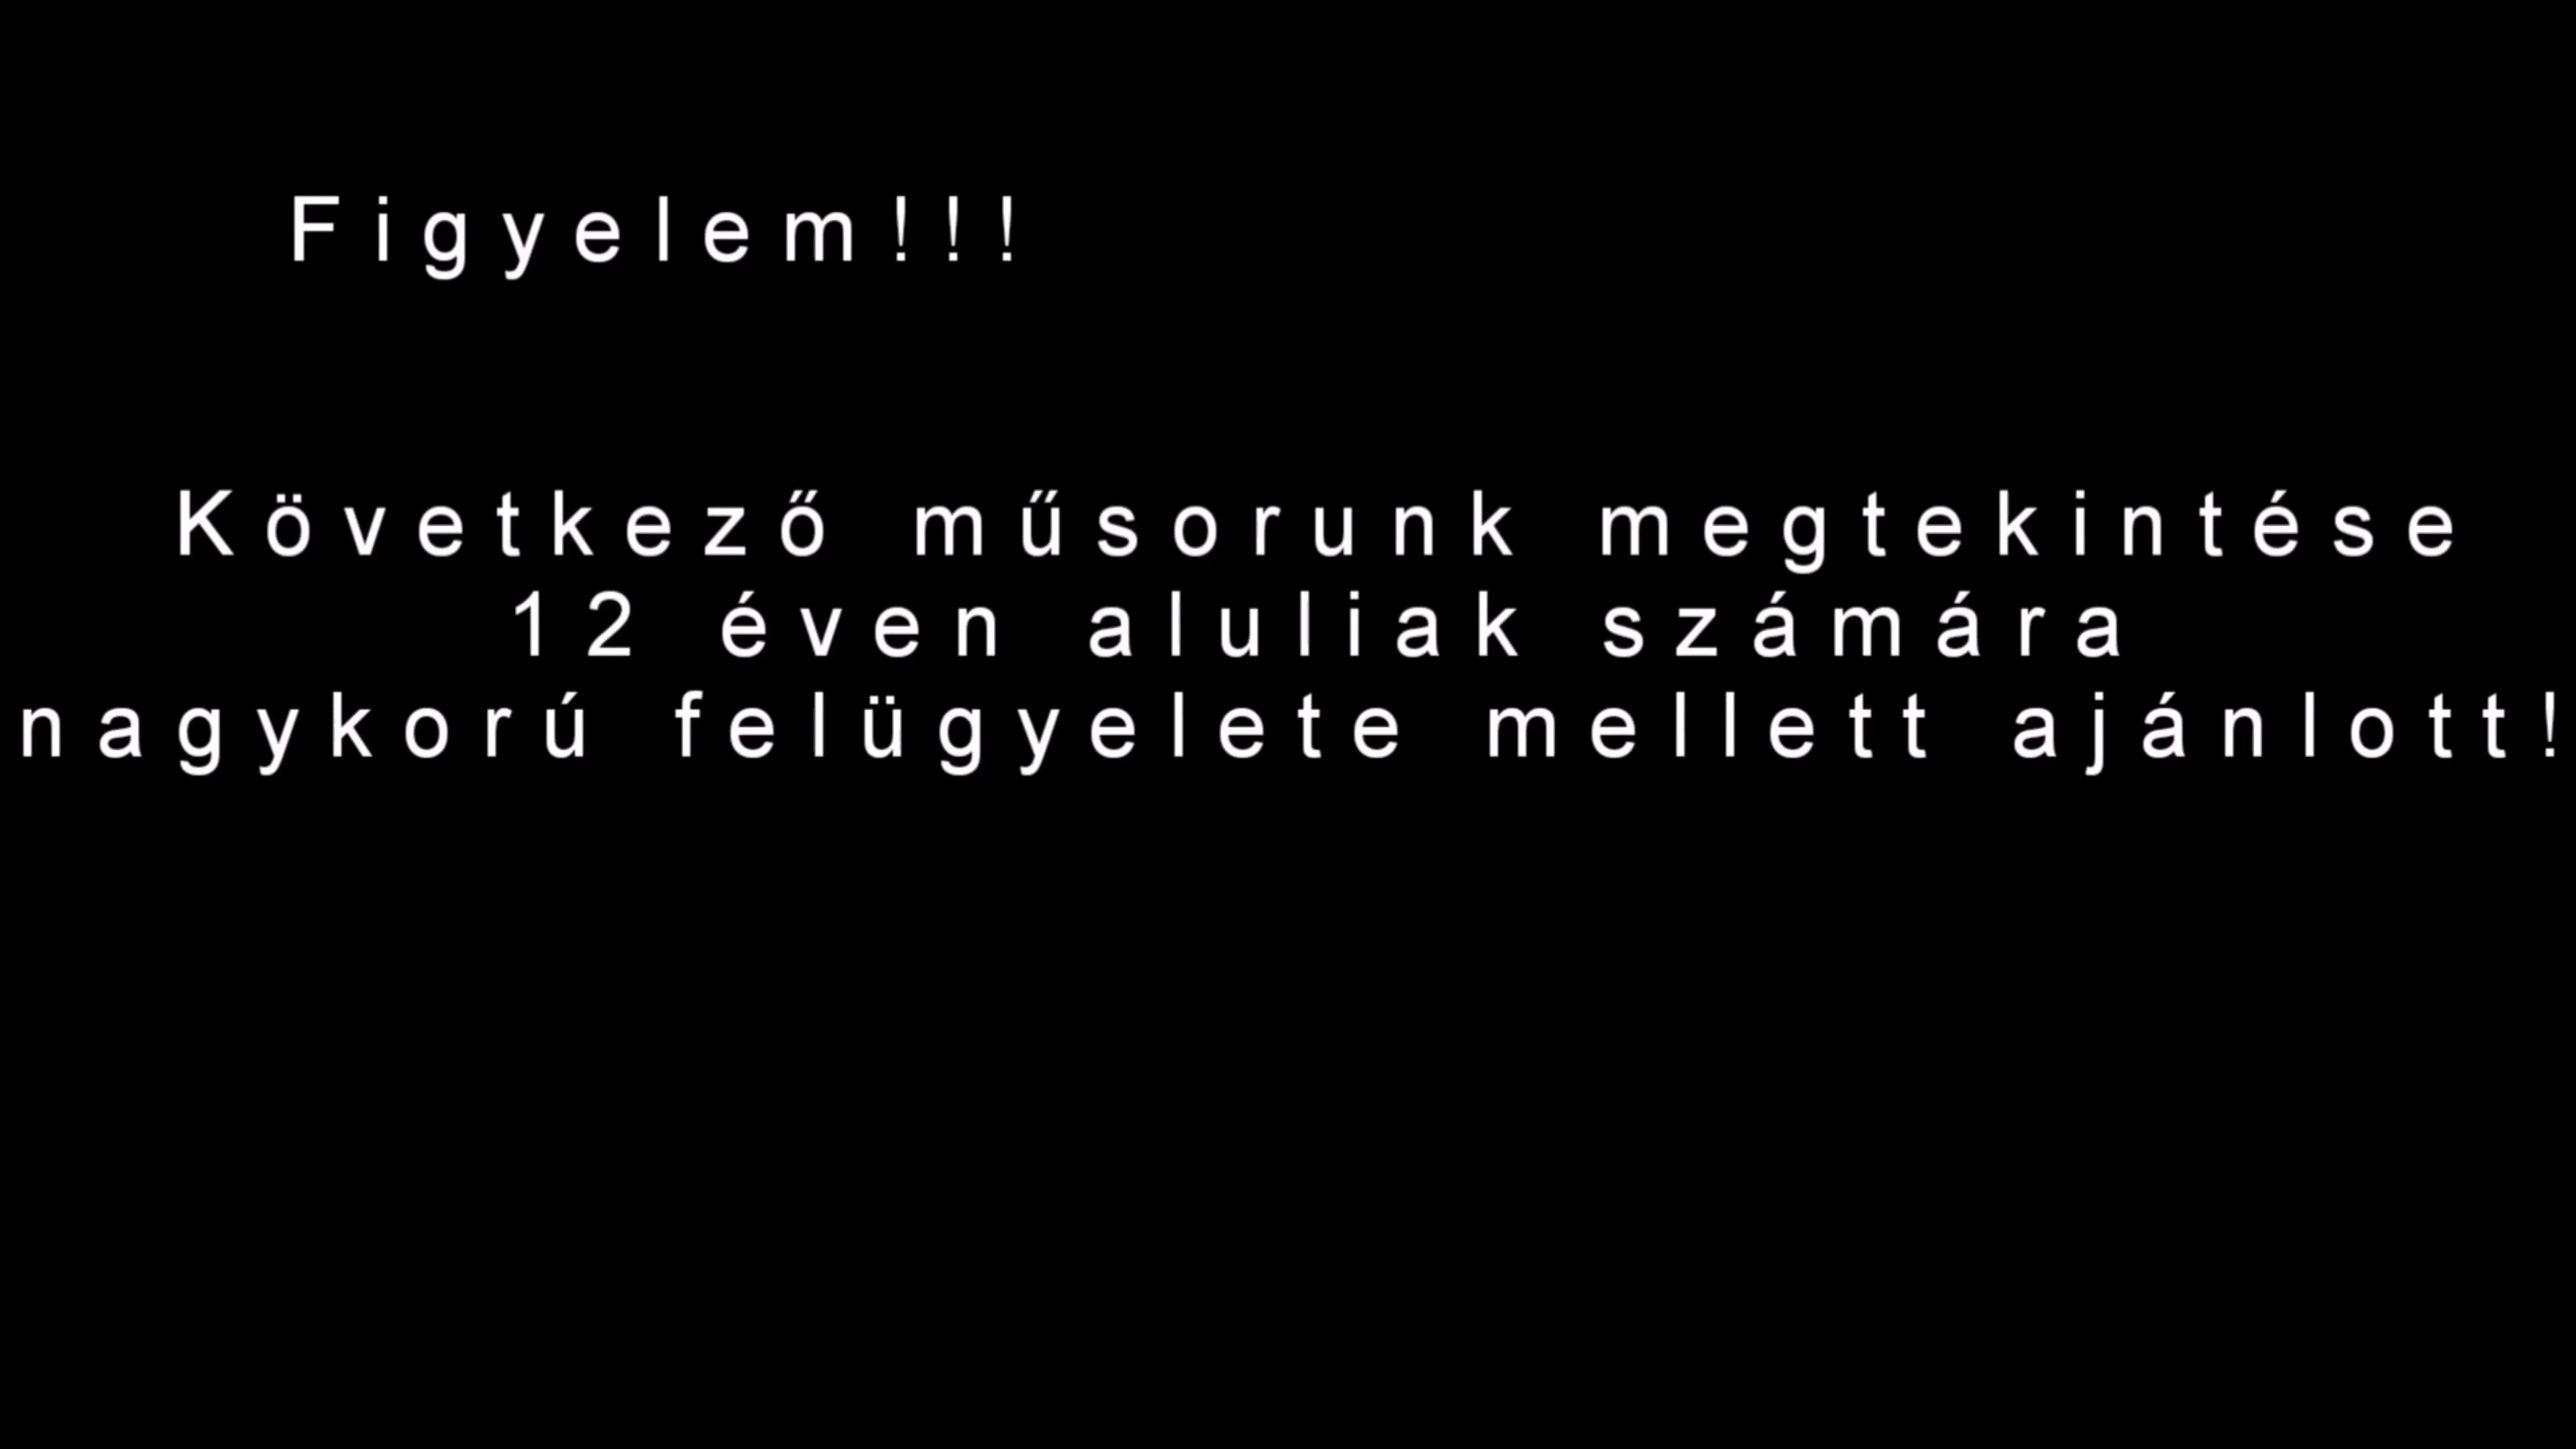 Figyelem!!!
Következő műsorunk megtekintése
12 éven aluliak számára
nagykorú felügyelete mellett ajánlott!